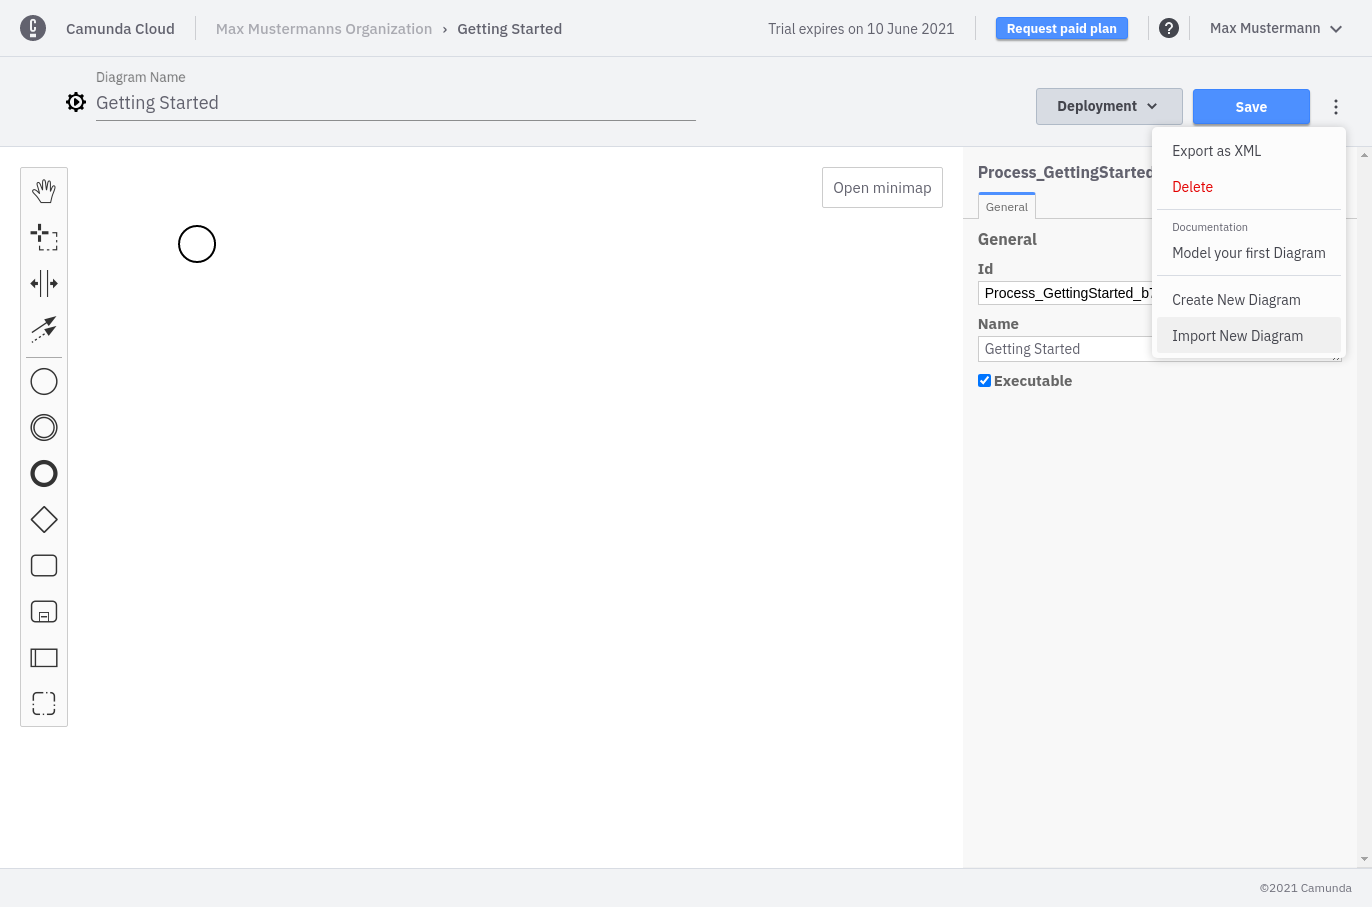 Camunda Cloud
Max Mustermanns Organization › Getting Started
Trial expires on 10 June 2021
Request paid plan
?
Max Mustermann
Diagram Name
Getting Started
Deployment
Save
Export as XML
Delete
Documentation
Model your first Diagram
Create New Diagram
Import New Diagram
Open minimap
Process_GettingStarted
General
General
Id
Process_GettingStarted_b
Name
Getting Started
Executable
©2021 Camunda